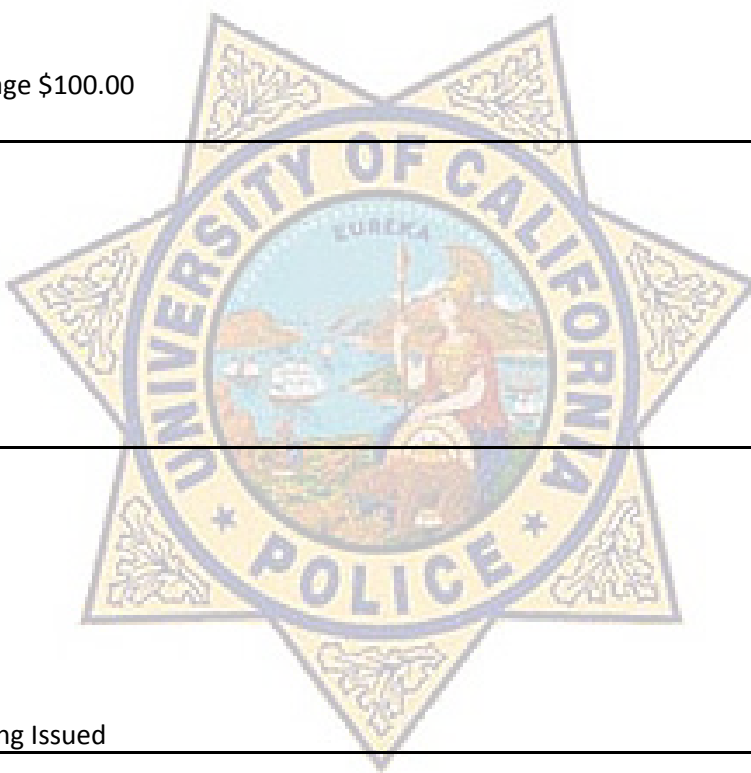 ge $100.00
UNIVERSITY OF CALIFORNIA
EUREKA
★ POLICE ★
ng Issued